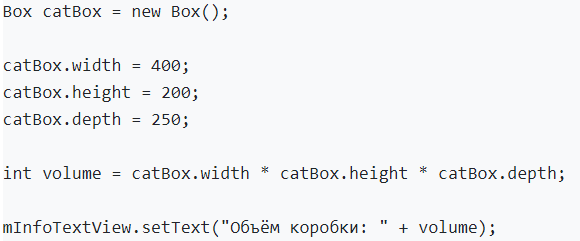 Box catBox = new Box();
catBox.width = 400;
catBox.height = 200;
catBox.depth = 250;
int volume = catBox.width * catBox.height * catBox.depth;
mInfoTextView.setText("Объём коробки: " + volume);